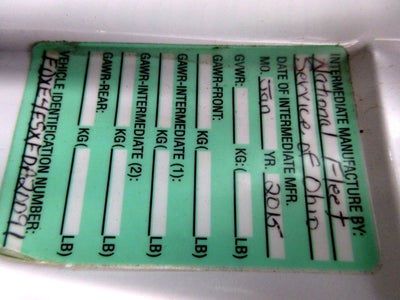 INTERMEDIATE MANUFACTURE BY:
National Fleet
Service of Ohio
DATE OF INTERMEDIATE MFR.
MO. Jan YR. 2015
GVWR: KG( LB)
GAWR-FRONT: KG( LB)
GAWR-INTERMEDIATE (1): KG( LB)
GAWR-INTERMEDIATE (2): KG( LB)
GAWR-REAR: KG( LB)
VEHICLE IDENTIFICATION NUMBER: